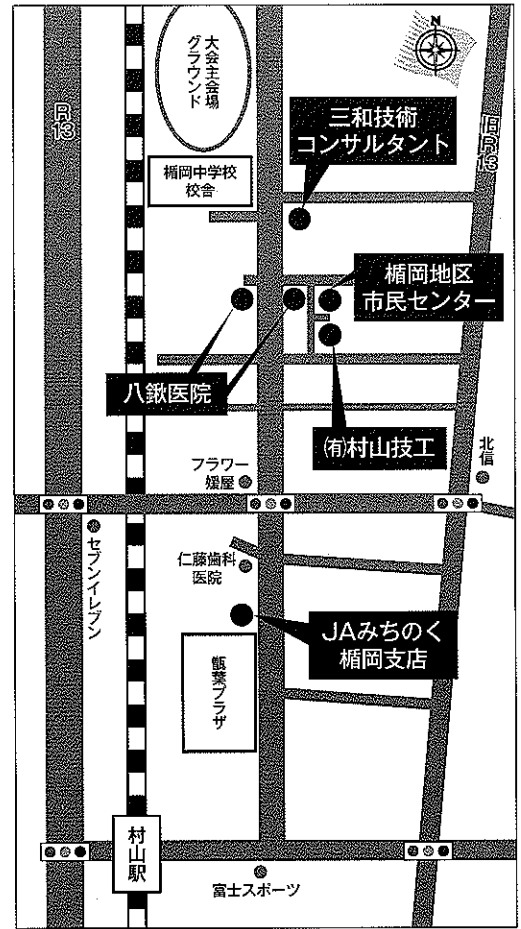 N
大会主会場
グラウンド
R
13
旧R
13
三和技術
コンサルタント
楯岡中学校
校舎
楯岡地区
市民センター
八鍬医院
㈲村山技工
北信
フラワー
媛屋
セブンイレブン
仁藤歯科
医院
JAみちのく
楯岡支店
甑葉プラザ
村山駅
富士スポーツ